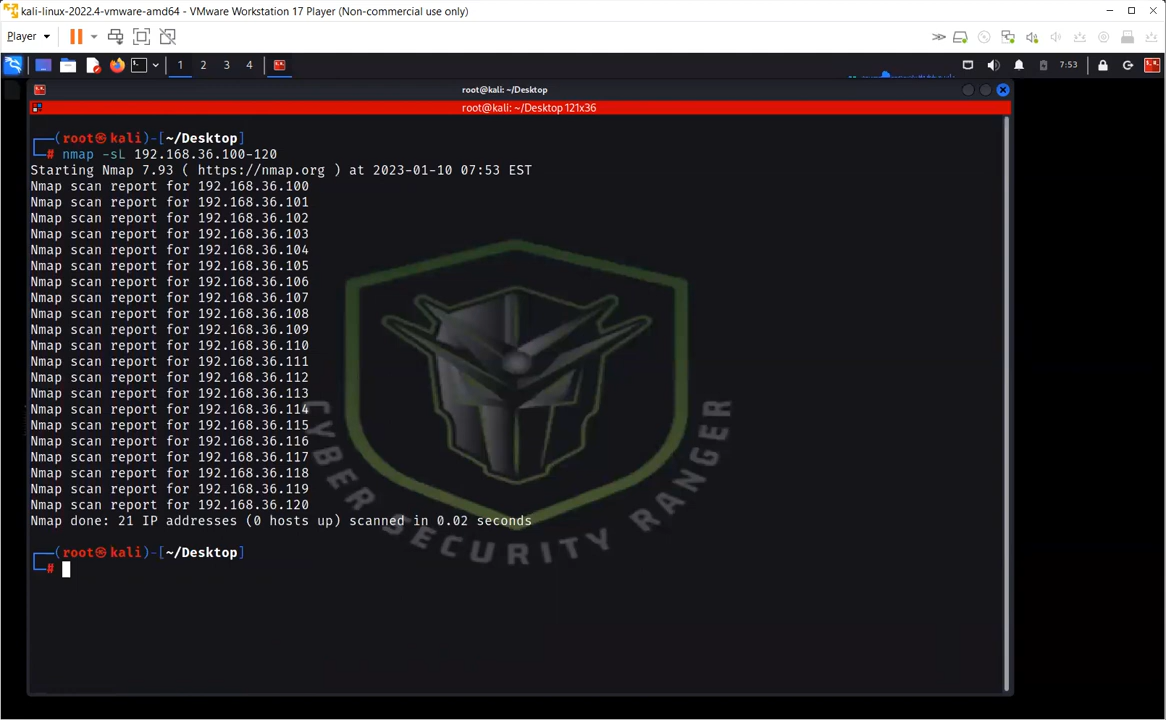 kali-linux-2022.4-vmware-amd64 - VMware Workstation 17 Player (Non-commercial use only)
Player
1 2 3 4
7:53
root@kali: ~/Desktop
root@kali: ~/Desktop 121x36
(root㉿kali)-[~/Desktop]
# nmap -sL 192.168.36.100-120
Starting Nmap 7.93 ( https://nmap.org ) at 2023-01-10 07:53 EST
Nmap scan report for 192.168.36.100
Nmap scan report for 192.168.36.101
Nmap scan report for 192.168.36.102
Nmap scan report for 192.168.36.103
Nmap scan report for 192.168.36.104
Nmap scan report for 192.168.36.105
Nmap scan report for 192.168.36.106
Nmap scan report for 192.168.36.107
Nmap scan report for 192.168.36.108
Nmap scan report for 192.168.36.109
Nmap scan report for 192.168.36.110
Nmap scan report for 192.168.36.111
Nmap scan report for 192.168.36.112
Nmap scan report for 192.168.36.113
Nmap scan report for 192.168.36.114
Nmap scan report for 192.168.36.115
Nmap scan report for 192.168.36.116
Nmap scan report for 192.168.36.117
Nmap scan report for 192.168.36.118
Nmap scan report for 192.168.36.119
Nmap scan report for 192.168.36.120
Nmap done: 21 IP addresses (0 hosts up) scanned in 0.02 seconds
(root㉿kali)-[~/Desktop]
#
CYBER SECURITY RANGER